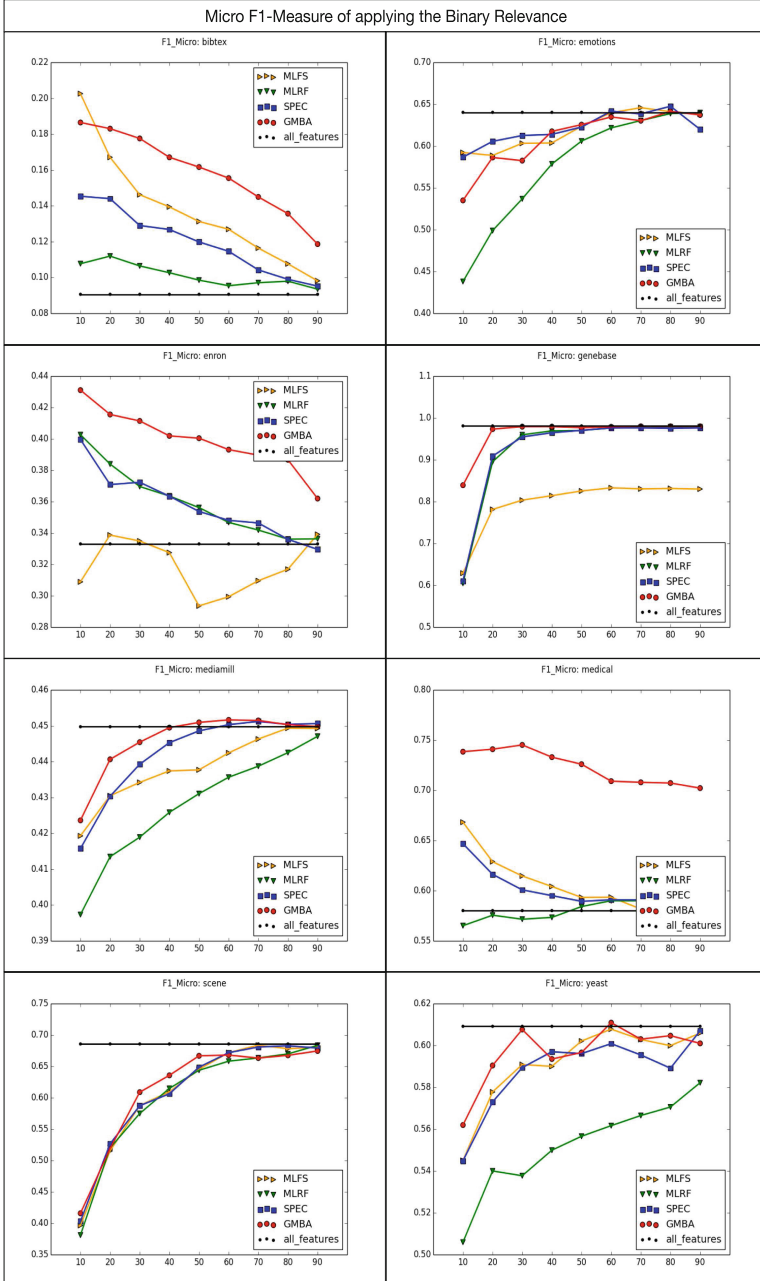 Micro F1-Measure of applying the Binary Relevance
F1_Micro: bibtex
0.22
0.20
0.18
0.16
0.14
0.12
0.10
0.08
10 20 30 40 50 60 70 80 90
MLFS
MLRF
SPEC
GMBA
all_features
F1_Micro: emotions
0.70
0.65
0.60
0.55
0.50
0.45
0.40
10 20 30 40 50 60 70 80 90
MLFS
MLRF
SPEC
GMBA
all_features
F1_Micro: enron
0.44
0.42
0.40
0.38
0.36
0.34
0.32
0.30
0.28
10 20 30 40 50 60 70 80 90
MLFS
MLRF
SPEC
GMBA
all_features
F1_Micro: genebase
1.1
1.0
0.9
0.8
0.7
0.6
0.5
10 20 30 40 50 60 70 80 90
MLFS
MLRF
SPEC
GMBA
all_features
F1_Micro: mediamill
0.46
0.45
0.44
0.43
0.42
0.41
0.40
0.39
10 20 30 40 50 60 70 80 90
MLFS
MLRF
SPEC
GMBA
all_features
F1_Micro: medical
0.80
0.75
0.70
0.65
0.60
0.55
10 20 30 40 50 60 70 80 90
MLFS
MLRF
SPEC
GMBA
all_features
F1_Micro: scene
0.75
0.70
0.65
0.60
0.55
0.50
0.45
0.40
0.35
10 20 30 40 50 60 70 80 90
MLFS
MLRF
SPEC
GMBA
all_features
F1_Micro: yeast
0.62
0.60
0.58
0.56
0.54
0.52
0.50
10 20 30 40 50 60 70 80 90
MLFS
MLRF
SPEC
GMBA
all_features